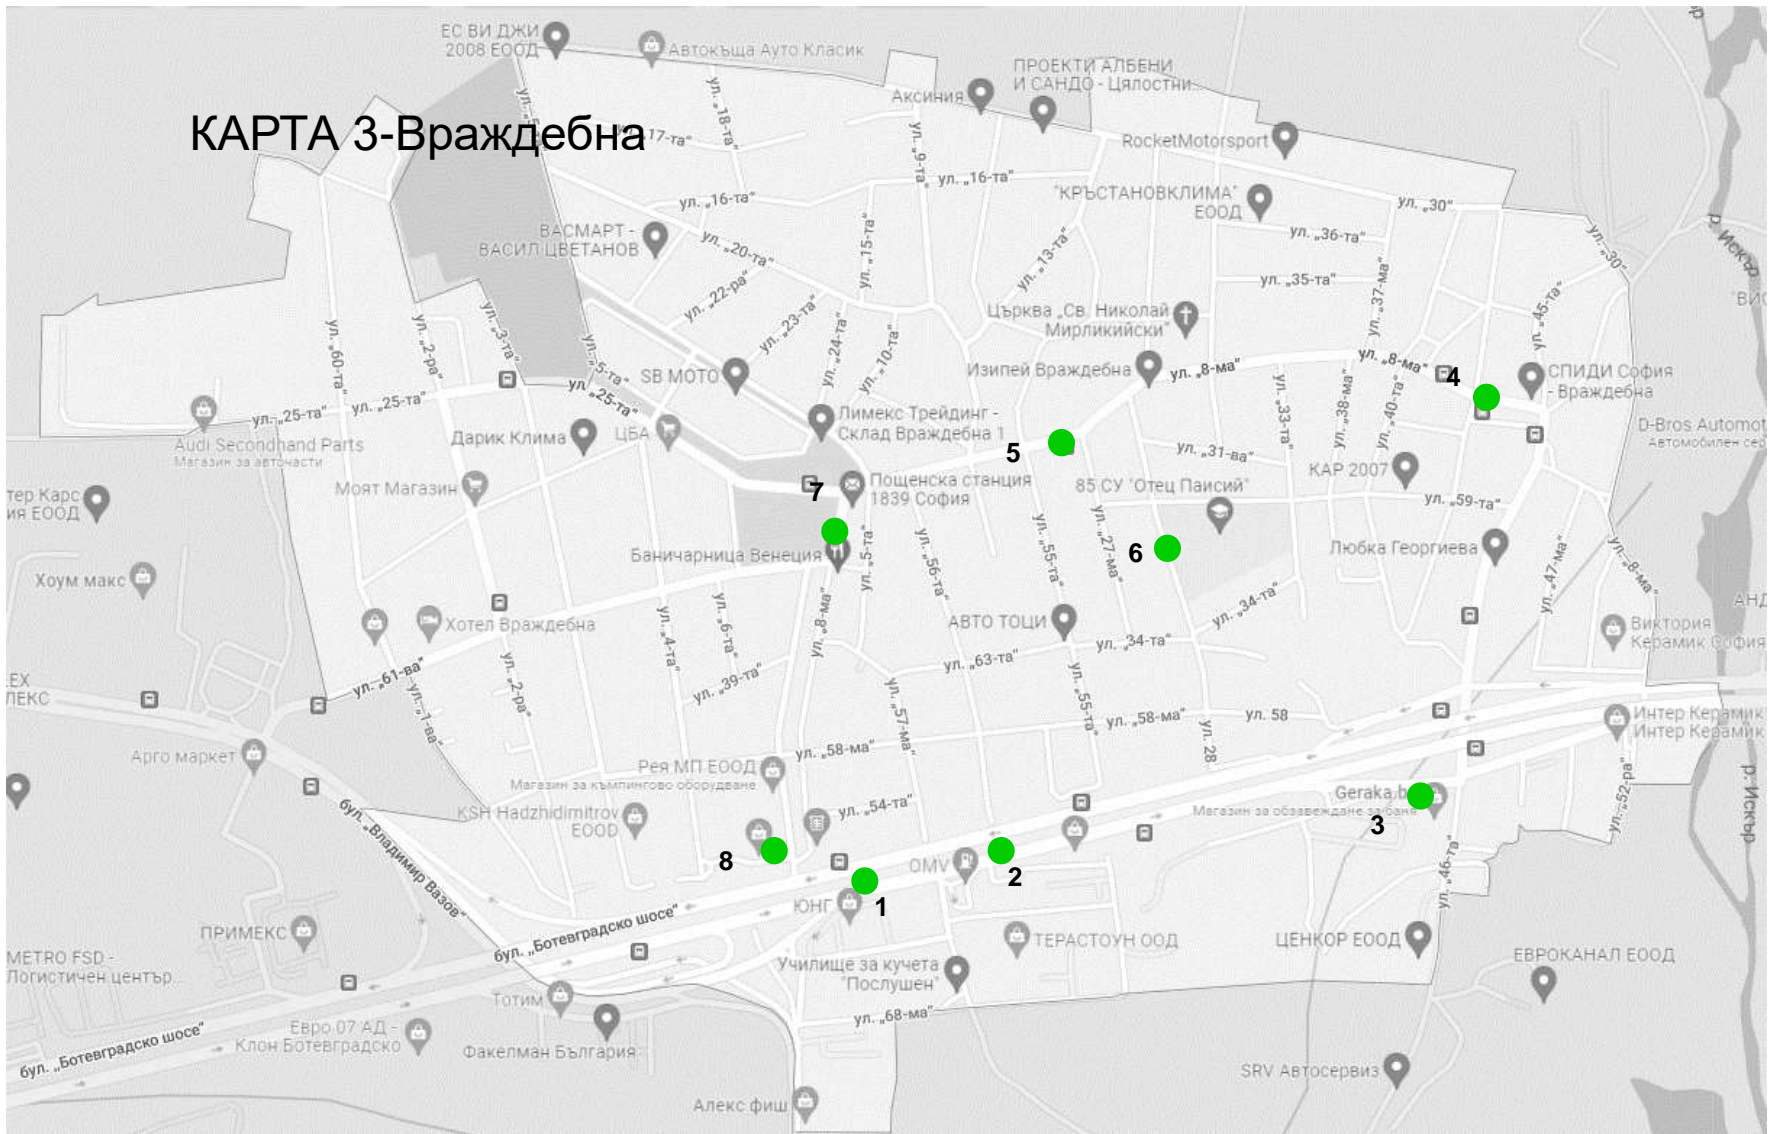 КАРТА 3-Враждебна
ЕС ВИ ДЖИ
2008 ЕООД
Автокъща Ауто Класик
ПРОЕКТИ АЛБЕНИ
И САНДО - Цялостни...
Аксиния
RocketMotorsport
"КРЪСТАНОВКЛИМА"
ЕООД
ВАСМАРТ -
ВАСИЛ ЦВЕТАНОВ
ул. „18-та“
ул. „9-та“
ул. „16-та“
ул. „16-та“
ул. „15-та“
ул. „13-та“
ул. „20-та“
ул. „22-ра“
ул. „23-та“
ул. „24-та“
ул. „10-та“
ул. „30“
ул. „30“
ул. „36-та“
ул. „35-та“
ул. „37-ма“
ул. „45-та“
р. Искър
Църква „Св. Николай
Мирликийски“
Изипей Враждебна
ул. „8-ма“
ул. „8-ма“
4
СПИДИ София
- Враждебна
D-Bros Automot
Автомобилен сер
ул. „60-та“
ул. „2-ра“
ул. „3-та“
ул. „5-та“
ул. „25-та“
ул. „25-та“
ул. „25-та“
SB МОТО
Audi Secondhand Parts
Магазин за авточасти
Дарик Клима
ЦБА
Лимекс Трейдинг -
Склад Враждебна 1
5
ул. „33-та“
ул. „38-ма“
ул. „40-та“
ул. „31-ва“
КАР 2007
85 СУ "Отец Паисий"
ул. „59-та“
тер Карс
ия ЕООД
Моят Магазин
7
Пощенска станция
1839 София
Баничарница Венеция
ул. „5-та“
ул. „56-та“
ул. „55-та“
ул. „27-ма“
6
Любка Георгиева
ул. „47-ма“
ул. „8-ма“
Хоум макс
Хотел Враждебна
ул. „4-та“
ул. „6-та“
ул. „8-ма“
АВТО ТОЦИ
ул. „34-та“
ул. „34-та“
ул. „63-та“
АНД
Виктория
Керамик София
ул. „61-ва“
ул. „1-ва“
ул. „2-ра“
ул. „39-та“
ул. „57-ма“
ул. „55-та“
ул. „58-ма“
ул. 58
ул. 28
ул. „58-ма“
Интер Керамик
Интер Керамик
Арго маркет
Рея МП ЕООД
Магазин за къмпингово оборудване
KSH Hadzhidimitrov
EOOD
ул. „54-та“
Geraka.b
Магазин за обзавеждане за баня
3
ул. „52-ра“
р. Искър
ул. „46-та“
бул. „Владимир Вазов“
8
OMV
2
1
ЮНГ
бул. „Ботевградско шосе“
ПРИМЕКС
METRO FSD -
Логистичен център...
ТЕРАСТОУН ООД
ЦЕНКОР ЕООД
ЕВРОКАНАЛ ЕООД
Училище за кучета
"Послушен"
Тотим
ул. „68-ма“
Евро 07 АД -
Клон Ботевградско
Факелман България
бул. „Ботевградско шосе“
SRV Автосервиз
Алекс фиш